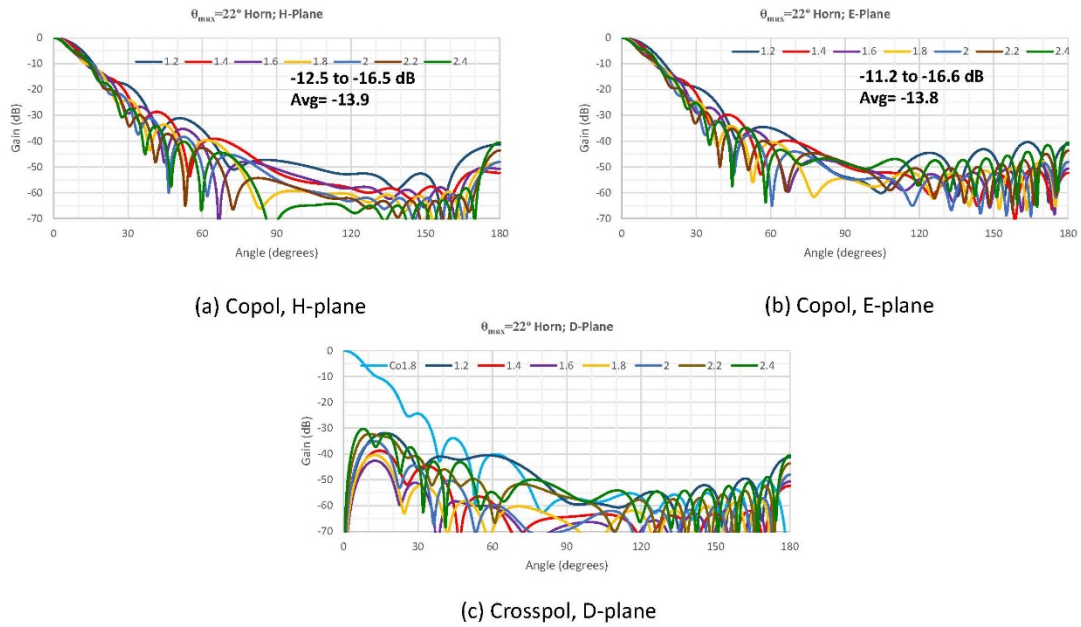 θmax=22° Horn; H-Plane
0
-10
-20
-30
-40
-50
-60
-70
Gain (dB)
1.2 1.4 1.6 1.8 2 2.2 2.4
-12.5 to -16.5 dB
Avg= -13.9
0 30 60 90 120 150 180
Angle (degrees)
(a) Copol, H-plane
θmax=22° Horn; E-Plane
0
-10
-20
-30
-40
-50
-60
-70
Gain (dB)
1.2 1.4 1.6 1.8 2 2.2 2.4
-11.2 to -16.6 dB
Avg= -13.8
0 30 60 90 120 150 180
Angle (degrees)
(b) Copol, E-plane
θmax=22° Horn; D-Plane
0
-10
-20
-30
-40
-50
-60
-70
Gain (dB)
Co1.8 1.2 1.4 1.6 1.8 2 2.2 2.4
0 30 60 90 120 150 180
Angle (degrees)
(c) Crosspol, D-plane